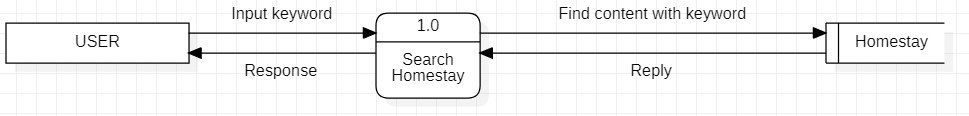 Input keyword
Find content with keyword
1.0
USER
Homestay
Search
Homestay
Response
Reply